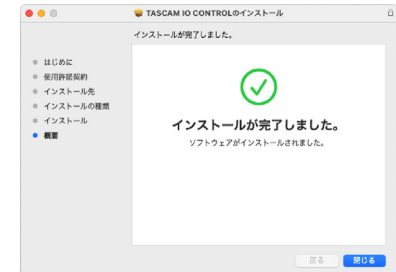 TASCAM IO CONTROLのインストール
インストールが完了しました。
はじめに
使用許諾契約
インストール先
インストールの種類
インストール
概要
インストールが完了しました。
ソフトウェアがインストールされました。
戻る
閉じる